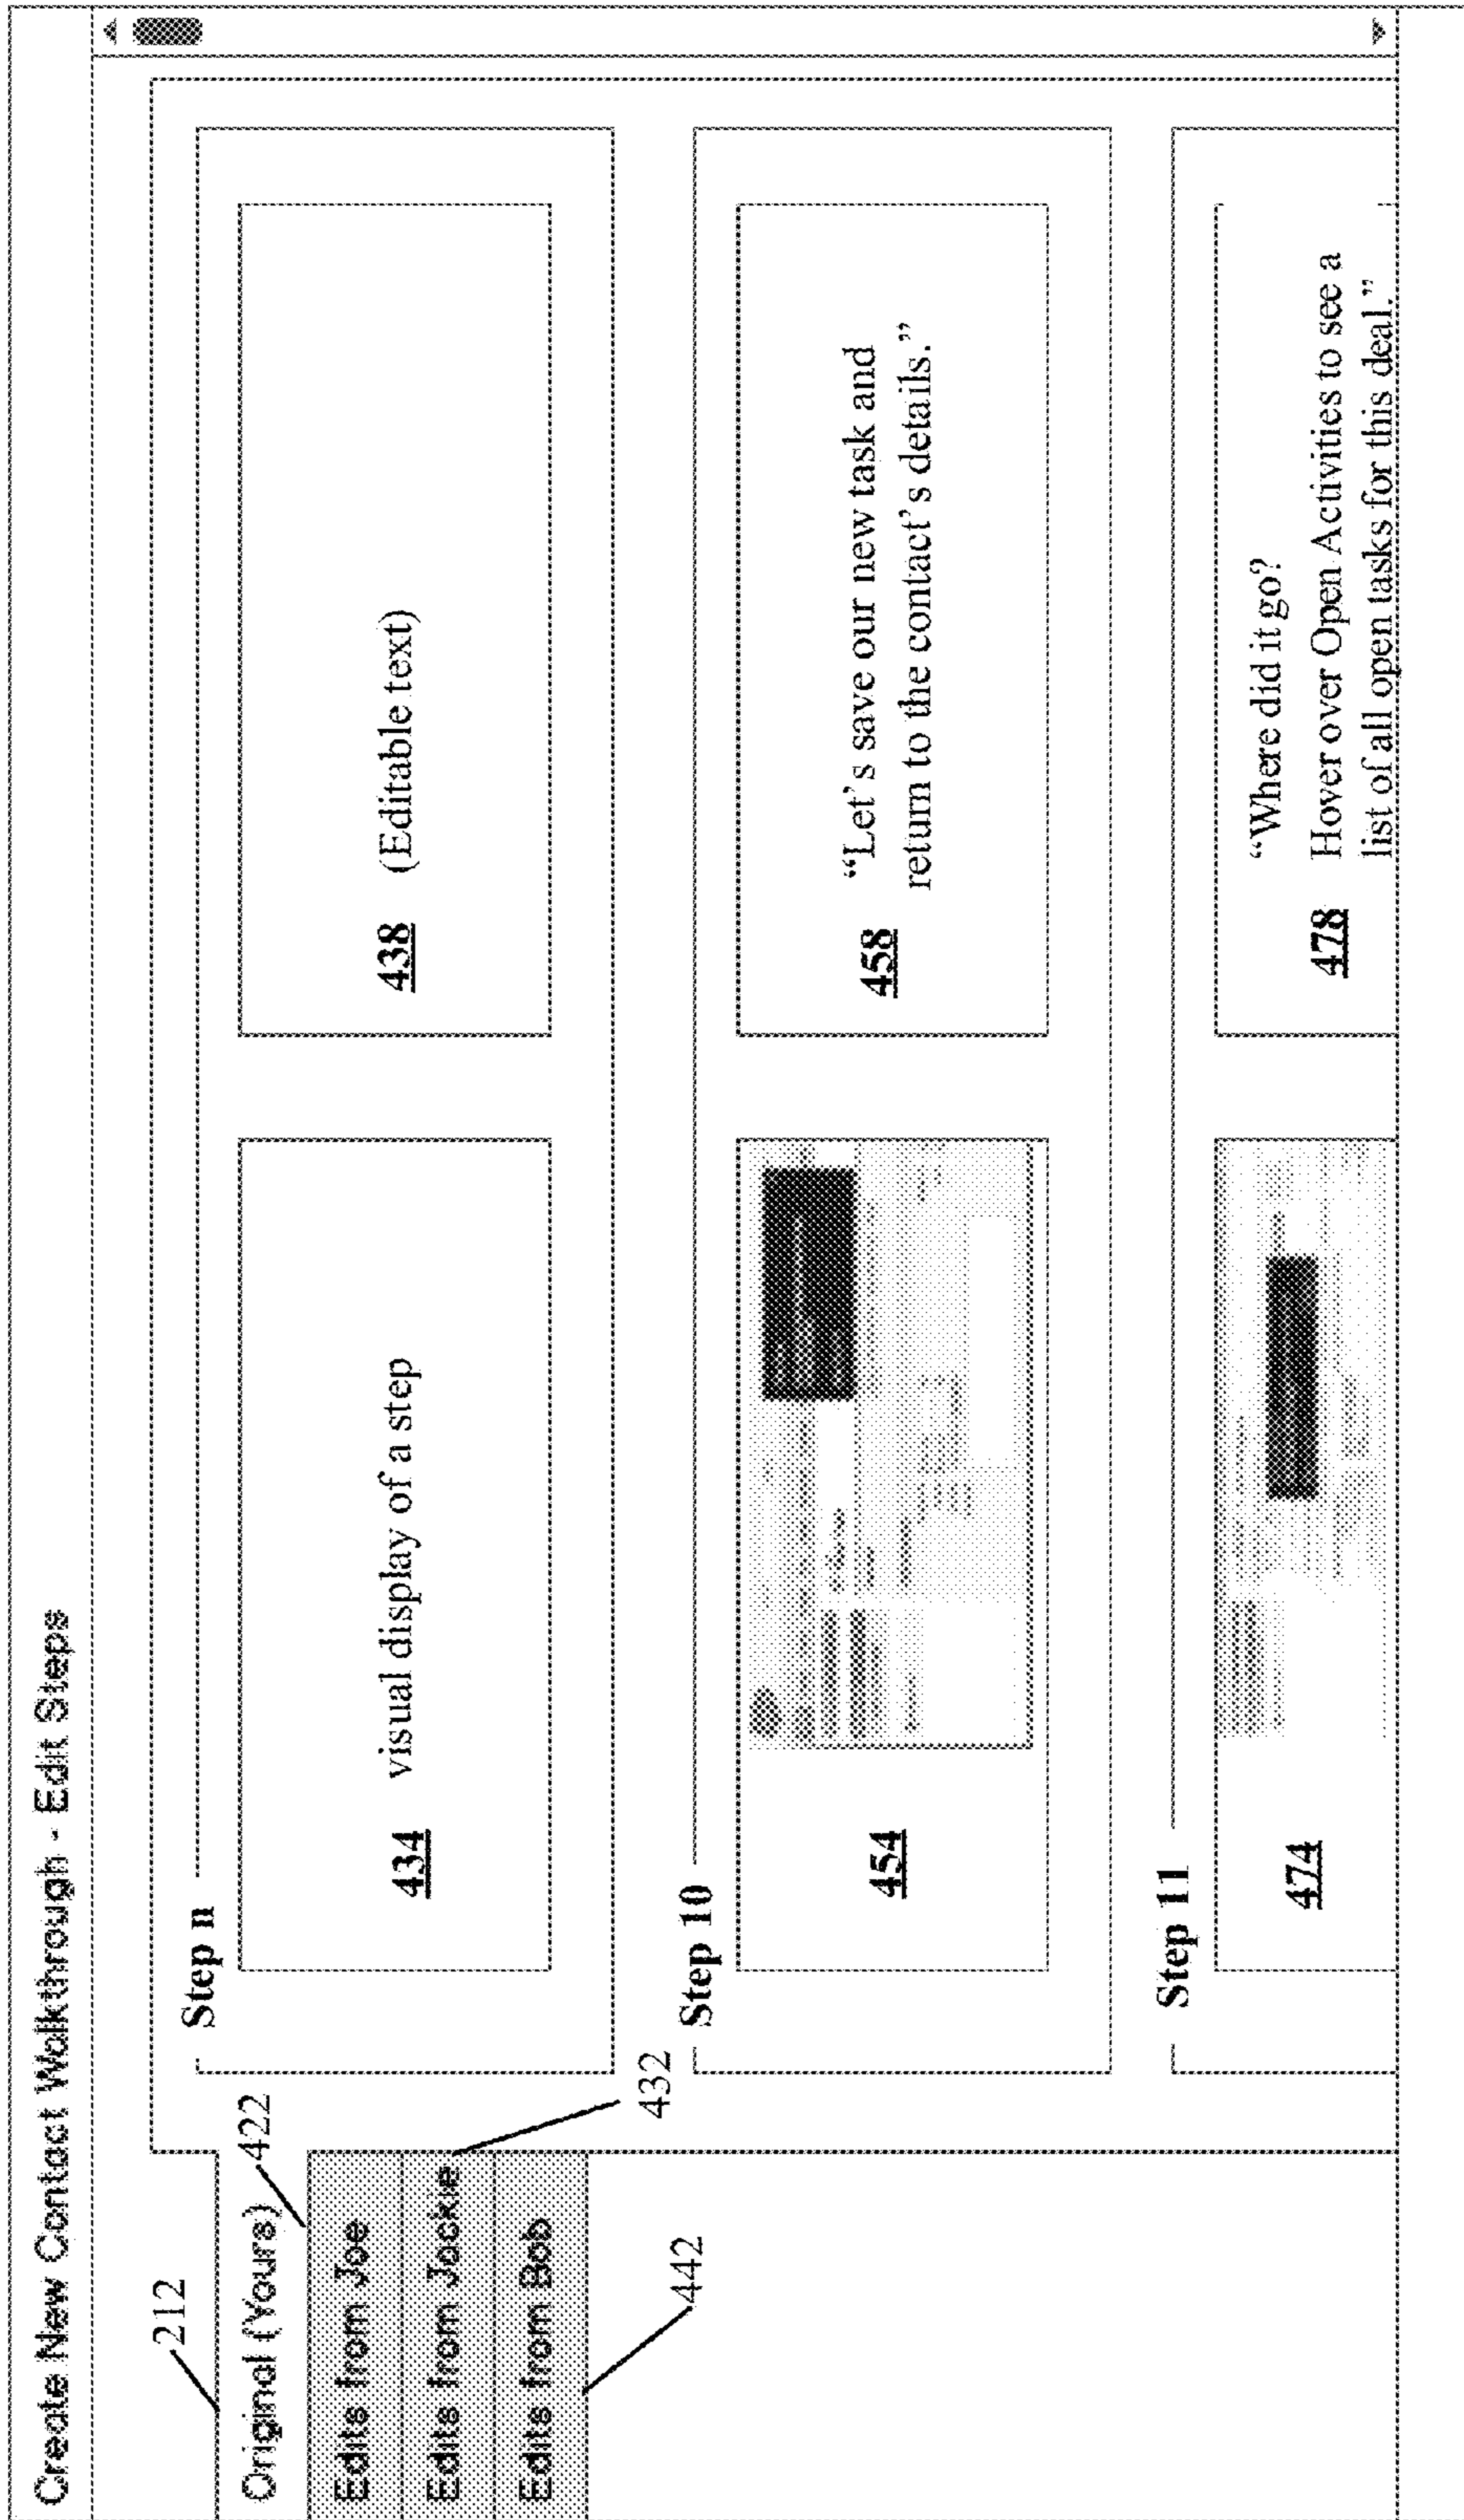 Create New Contact Walkthrough - Edit Steps
212
Original (Yours)
422
Edits from Joe
Edits from Jackie
432
Edits from Bob
442
Step n
434 visual display of a step
438 (Editable text)
Step 10
454
458
“Let’s save our new task and
return to the contact’s details.”
Step 11
474
478
“Where did it go?
Hover over Open Activities to see a
list of all open tasks for this deal.”